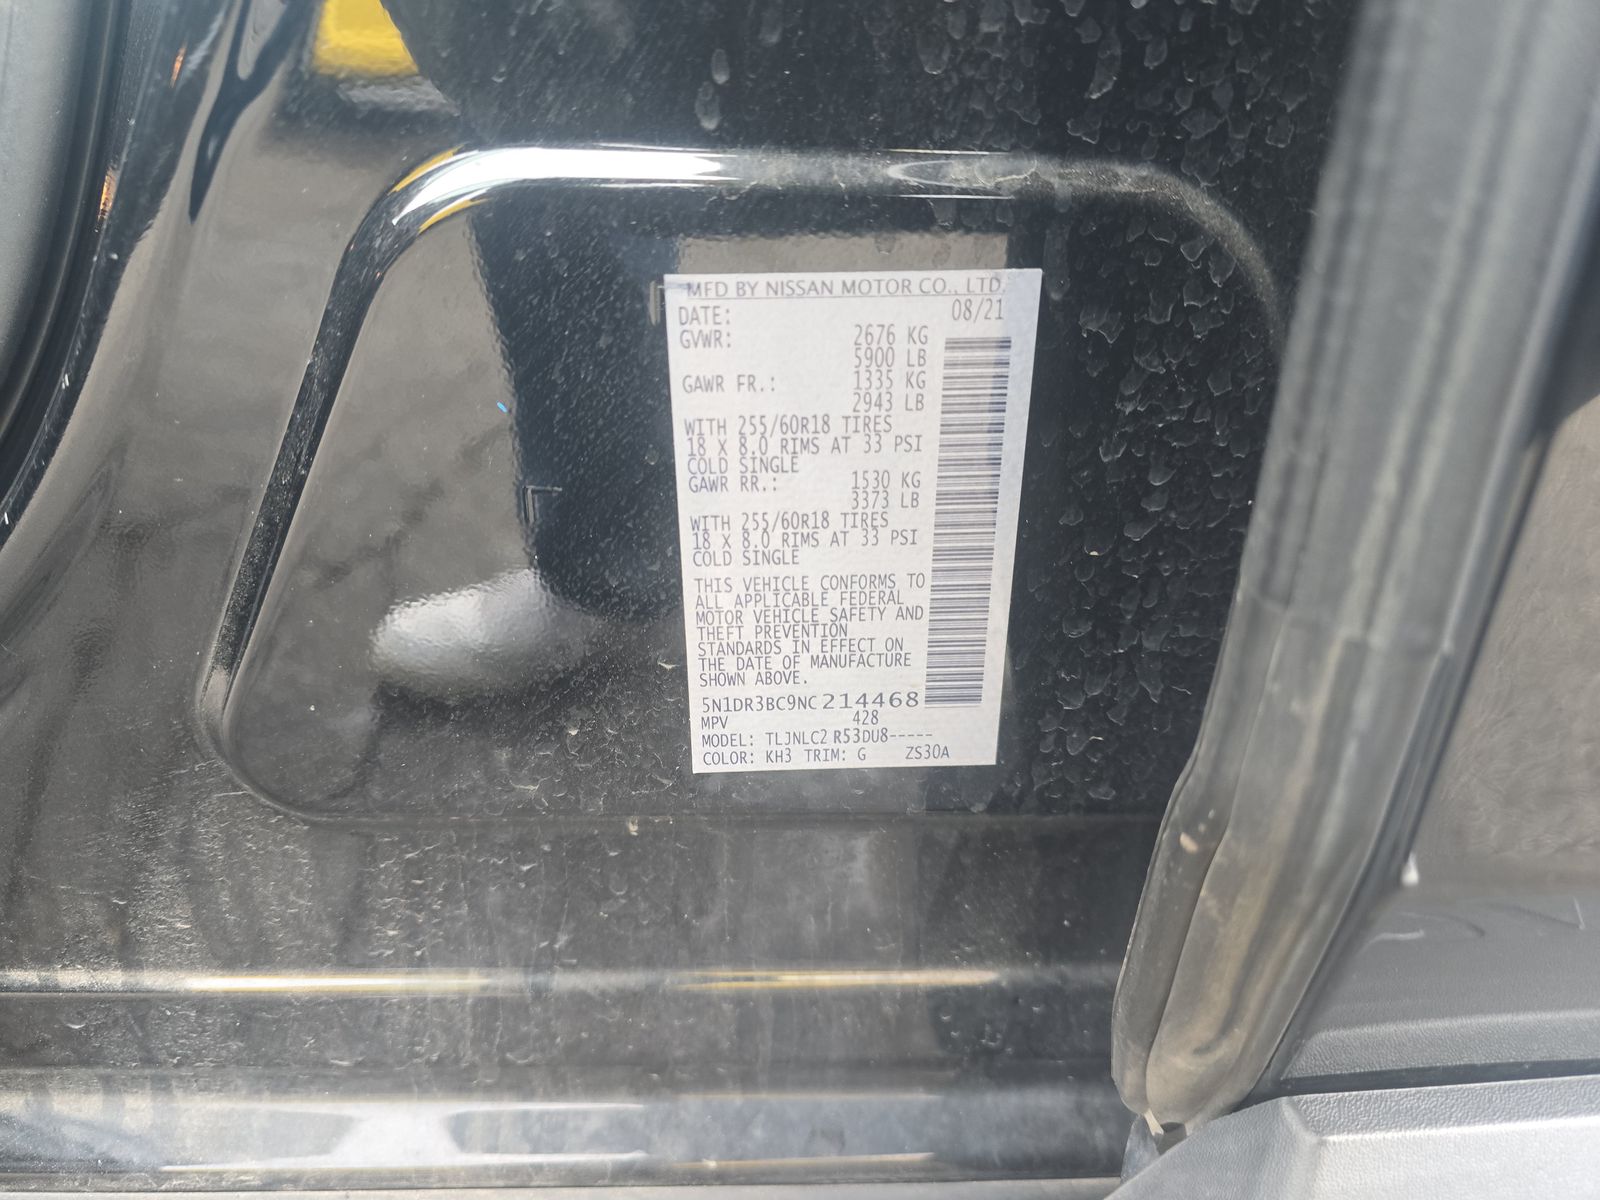 MFD BY NISSAN MOTOR CO., LTD.
DATE: 08/21
GVWR: 2676 KG
5900 LB
GAWR FR.: 1335 KG
2943 LB
WITH 255/60R18 TIRES
18 X 8.0 RIMS AT 33 PSI
COLD SINGLE
GAWR RR.: 1530 KG
3373 LB
WITH 255/60R18 TIRES
18 X 8.0 RIMS AT 33 PSI
COLD SINGLE
THIS VEHICLE CONFORMS TO
ALL APPLICABLE FEDERAL
MOTOR VEHICLE SAFETY AND
THEFT PREVENTION
STANDARDS IN EFFECT ON
THE DATE OF MANUFACTURE
SHOWN ABOVE.
5N1DR3BC9NC214468
MPV 428
MODEL: TLJNLC2 R53DU8-----
COLOR: KH3 TRIM: G ZS30A